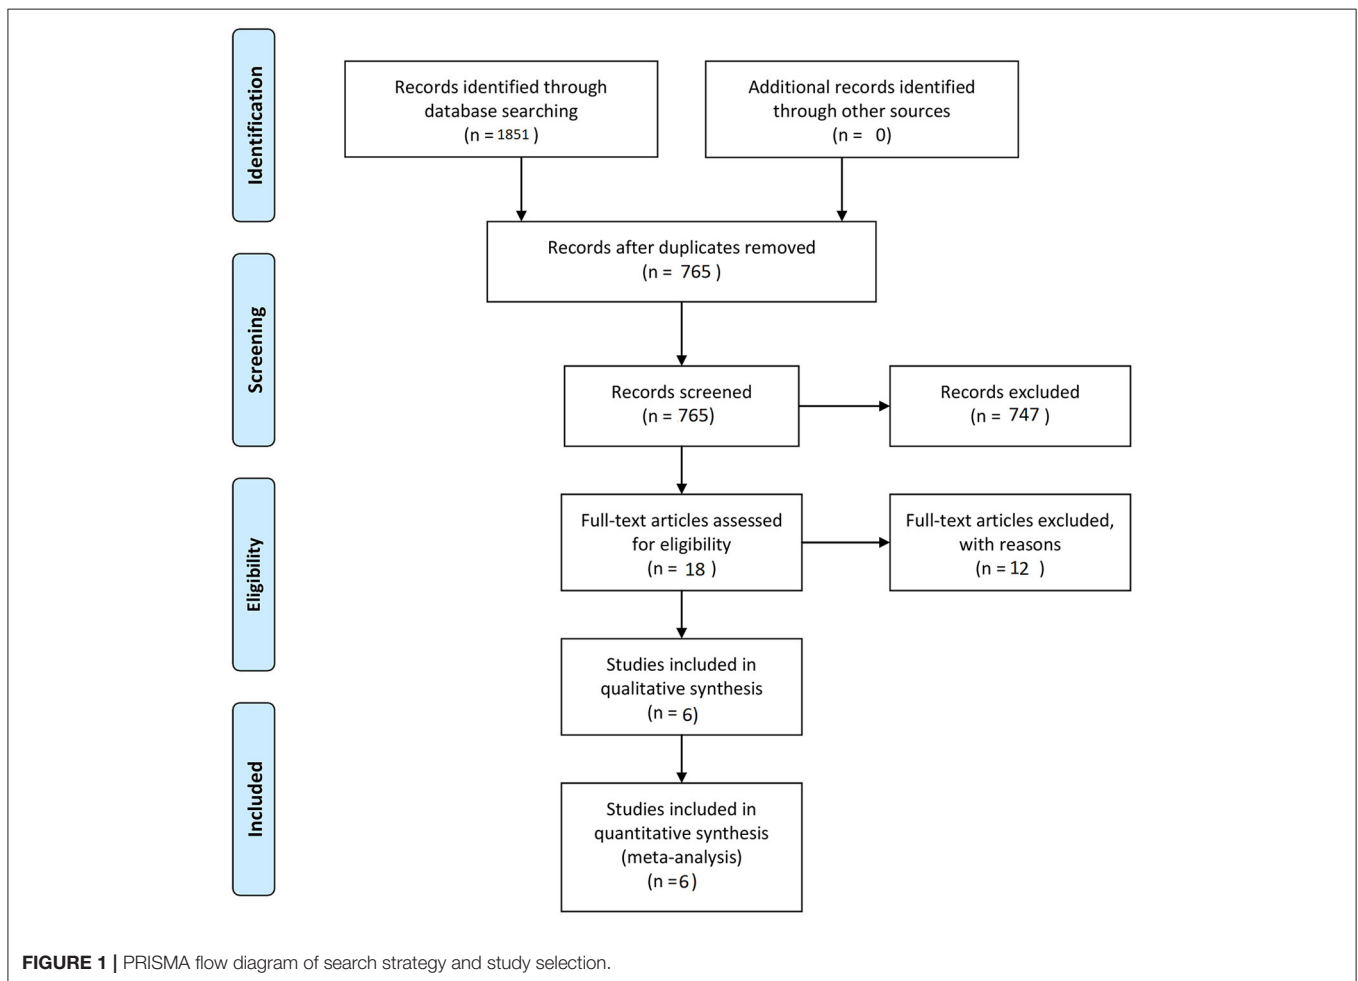 Identification
Records identified through
database searching
(n = 1851 )
Additional records identified
through other sources
(n = 0)
Records after duplicates removed
(n = 765 )
Screening
Records screened
(n = 765)
Records excluded
(n = 747 )
Eligibility
Full-text articles assessed
for eligibility
(n = 18 )
Full-text articles excluded,
with reasons
(n = 12 )
Studies included in
qualitative synthesis
(n = 6)
Included
Studies included in
quantitative synthesis
(meta-analysis)
(n =6 )
FIGURE 1 | PRISMA flow diagram of search strategy and study selection.